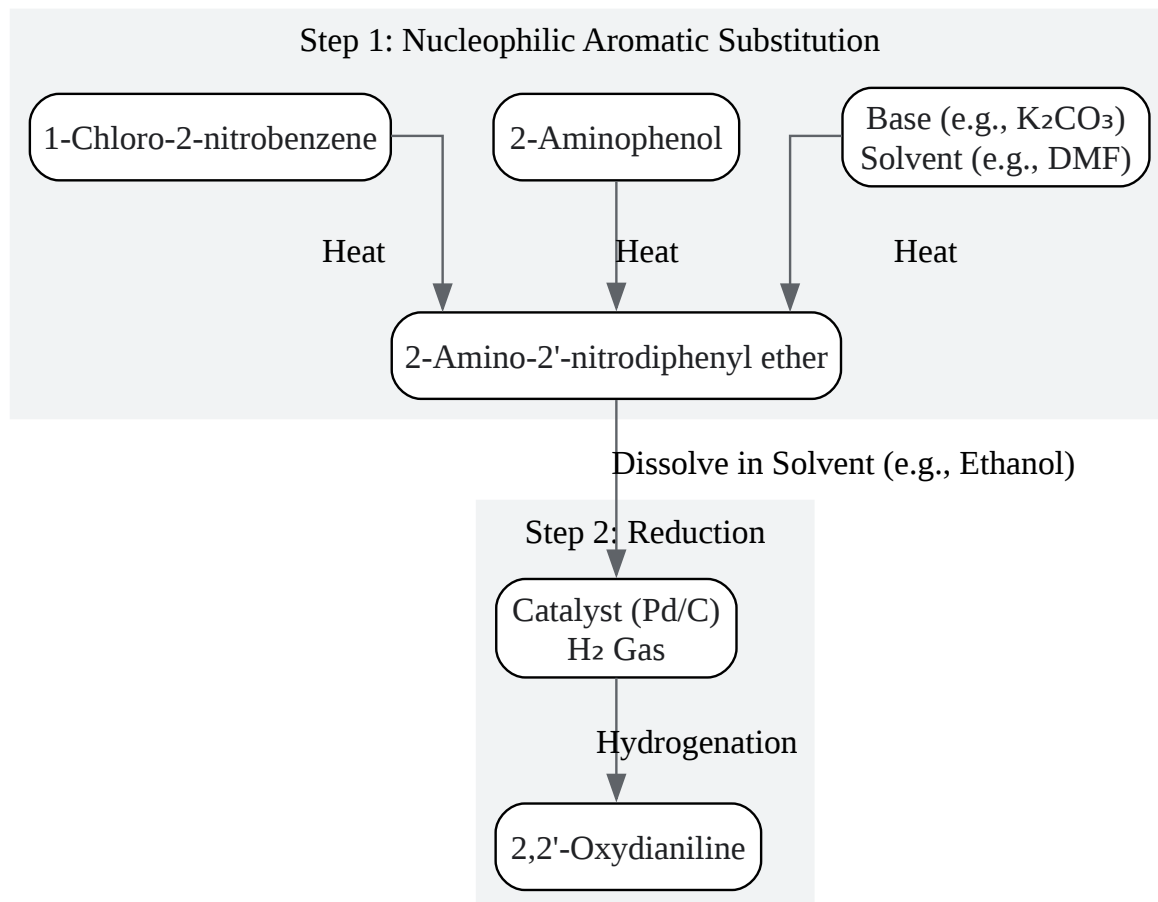 Step 1: Nucleophilic Aromatic Substitution
1-Chloro-2-nitrobenzene
2-Aminophenol
Base (e.g., K₂CO₃)
Solvent (e.g., DMF)
Heat
Heat
Heat
2-Amino-2'-nitrodiphenyl ether
Dissolve in Solvent (e.g., Ethanol)
Step 2: Reduction
Catalyst (Pd/C)
H₂ Gas
Hydrogenation
2,2'-Oxydianiline